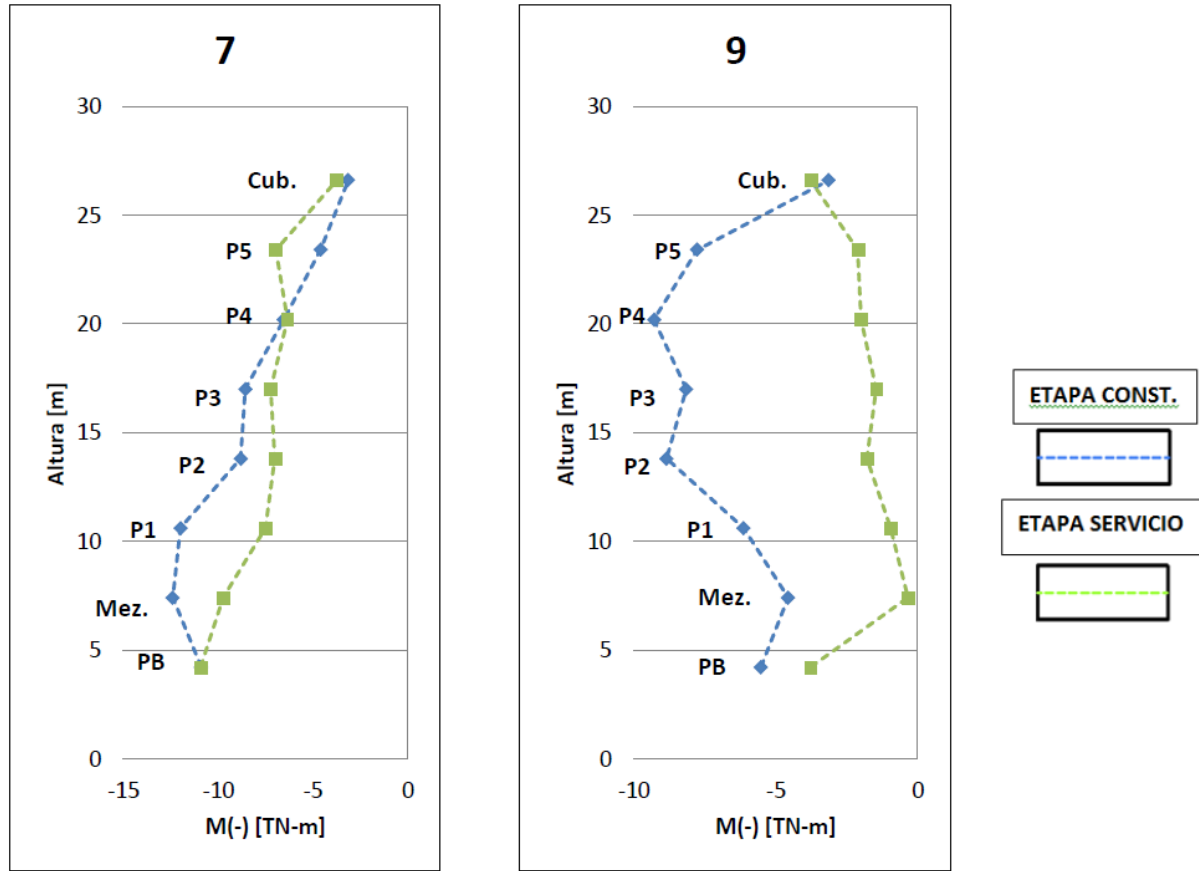 7
30
Cub.
25
P5
P4
20
P3
15
P2
P1
10
Mez.
5
PB
0
-15 -10 -5 0
Altura [m]
M(-) [TN-m]
9
30
Cub.
25
P5
P4
20
P3
15
P2
P1
10
Mez.
5
PB
0
-10 -5 0
Altura [m]
M(-) [TN-m]
ETAPA CONST.
ETAPA SERVICIO